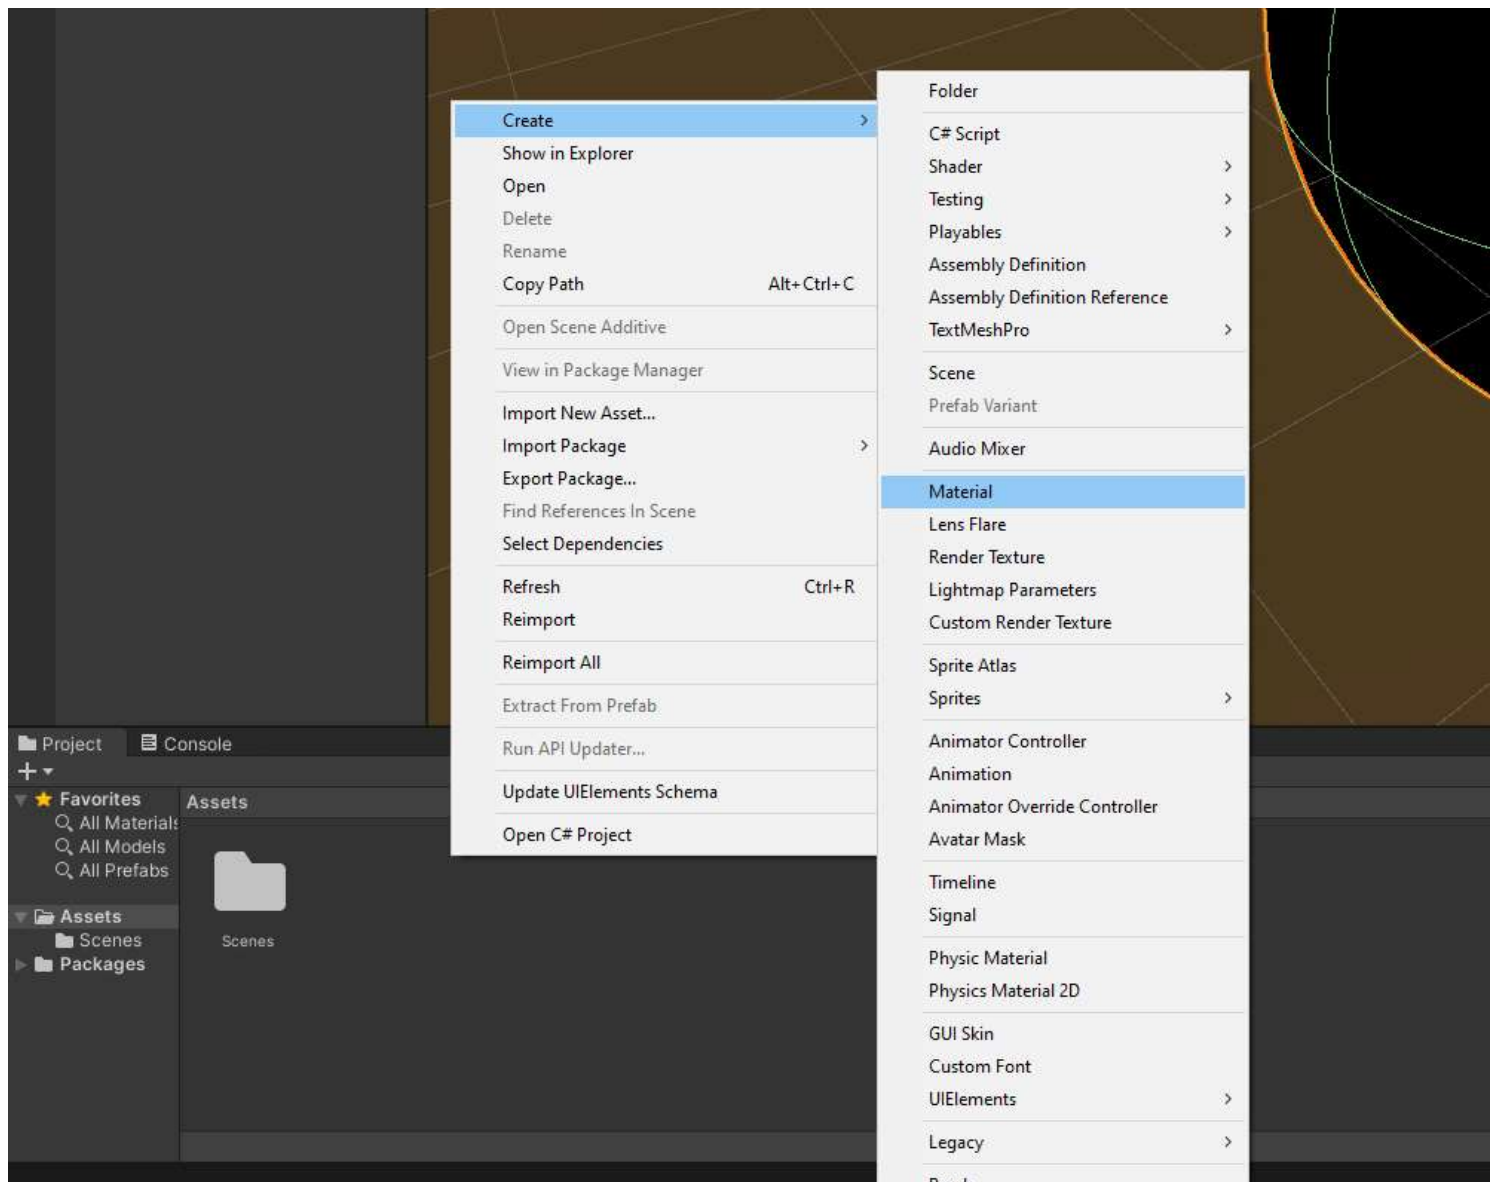 Create
Show in Explorer
Open
Delete
Rename
Copy Path Alt+Ctrl+C
Open Scene Additive
View in Package Manager
Import New Asset...
Import Package
Export Package...
Find References In Scene
Select Dependencies
Refresh Ctrl+R
Reimport
Reimport All
Extract From Prefab
Run API Updater...
Update UIElements Schema
Open C# Project
Folder
C# Script
Shader
Testing
Playables
Assembly Definition
Assembly Definition Reference
TextMeshPro
Scene
Prefab Variant
Audio Mixer
Material
Lens Flare
Render Texture
Lightmap Parameters
Custom Render Texture
Sprite Atlas
Sprites
Animator Controller
Animation
Animator Override Controller
Avatar Mask
Timeline
Signal
Physic Material
Physics Material 2D
GUI Skin
Custom Font
UIElements
Legacy
Project Console
Favorites
All Materials
All Models
All Prefabs
Assets
Scenes
Packages
Assets
Scenes